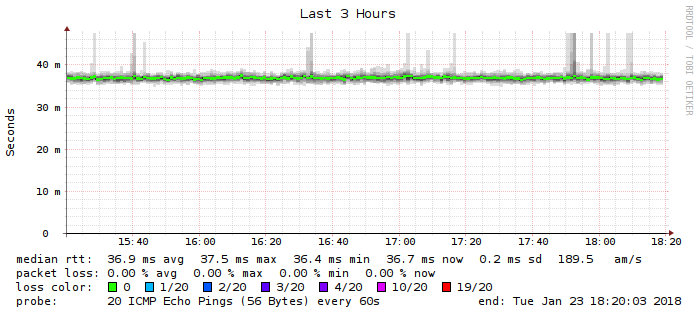 Last 3 Hours
RRDTOOL / TOBI OETIKER
Seconds
40 m
30 m
20 m
10 m
0
15:40 16:00 16:20 16:40 17:00 17:20 17:40 18:00 18:20
median rtt: 36.9 ms avg 37.5 ms max 36.4 ms min 36.7 ms now 0.2 ms sd 189.5 am/s
packet loss: 0.00 % avg 0.00 % max 0.00 % min 0.00 % now
loss color: 0 1/20 2/20 3/20 4/20 10/20 19/20
probe: 20 ICMP Echo Pings (56 Bytes) every 60s end: Tue Jan 23 18:20:03 2018